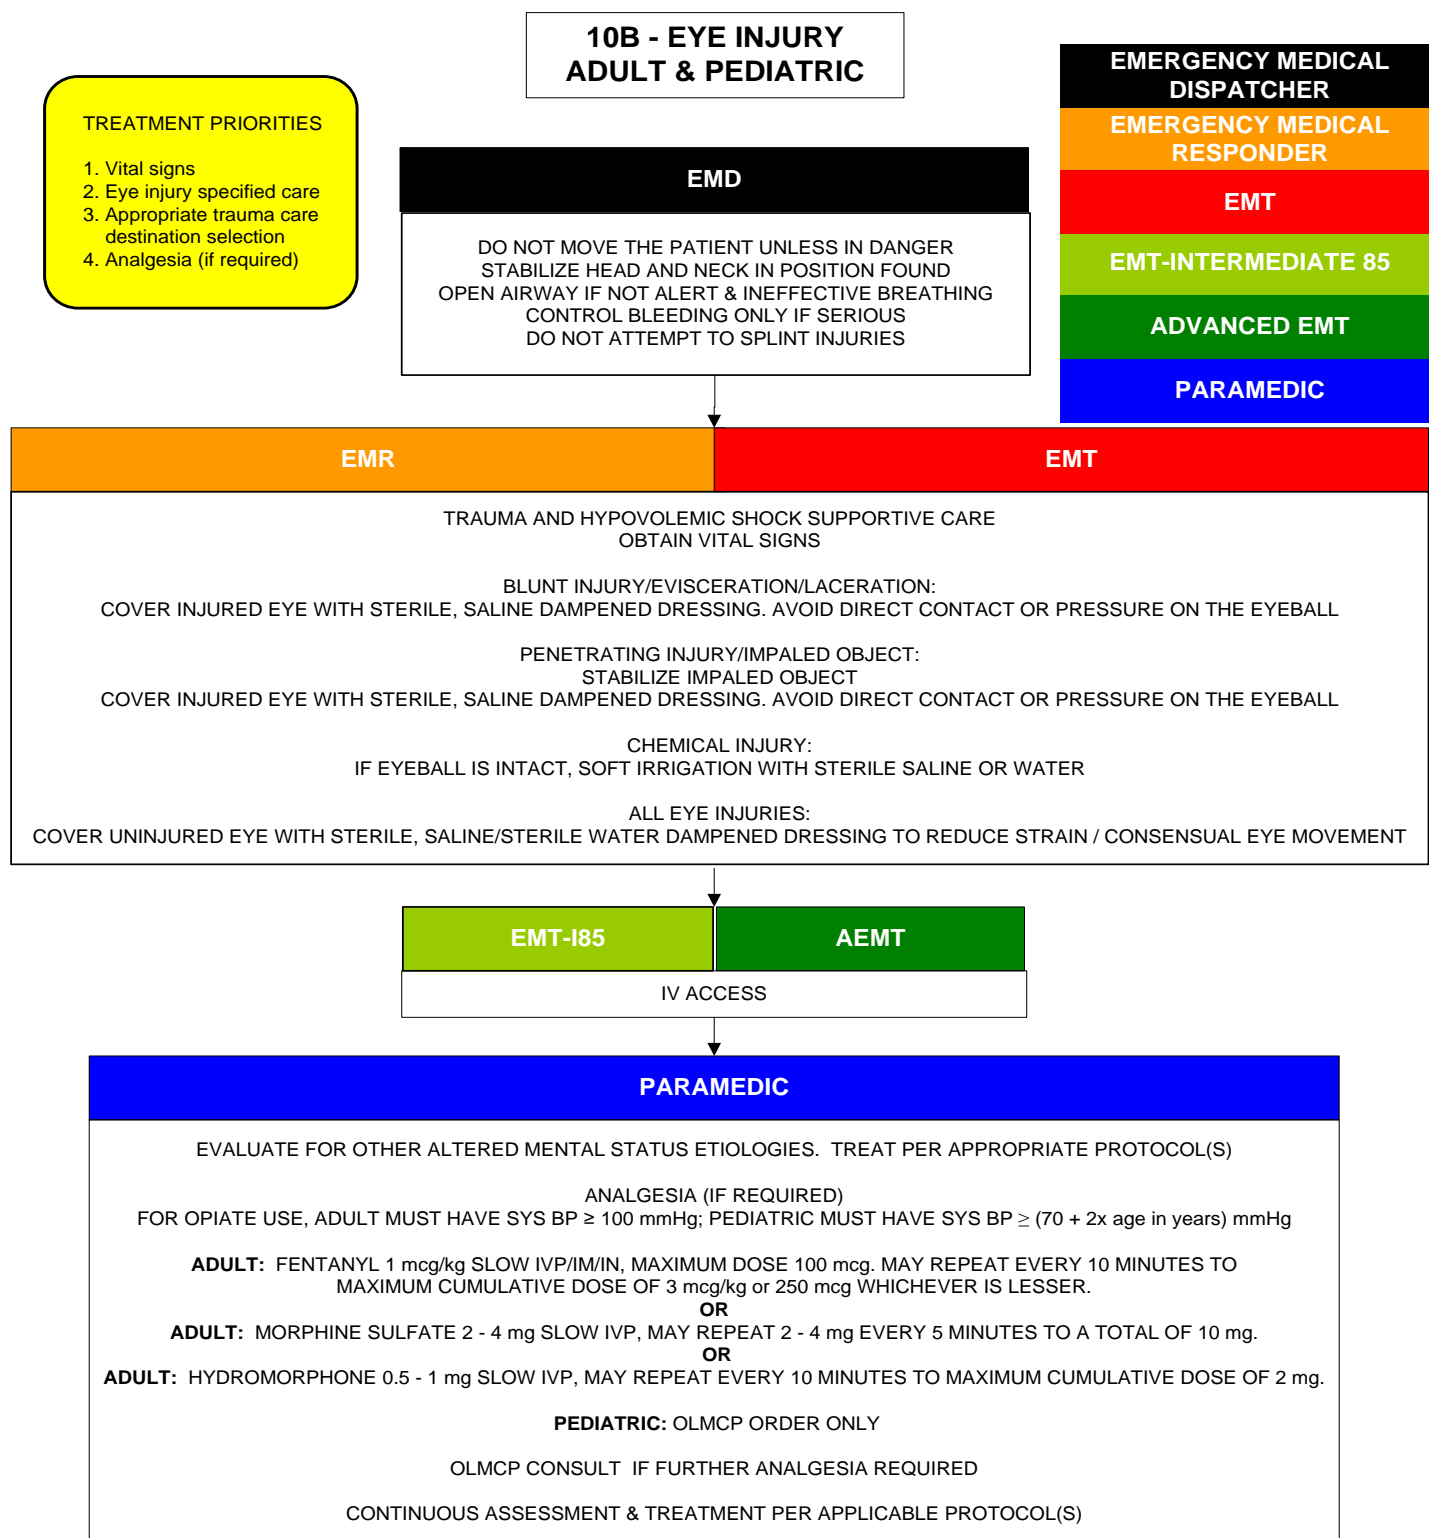 10B - EYE INJURY
ADULT & PEDIATRIC
TREATMENT PRIORITIES
1. Vital signs
2. Eye injury specified care
3. Appropriate trauma care
destination selection
4. Analgesia (if required)
EMERGENCY MEDICAL
DISPATCHER
EMERGENCY MEDICAL
RESPONDER
EMT
EMT-INTERMEDIATE 85
ADVANCED EMT
PARAMEDIC
EMD
DO NOT MOVE THE PATIENT UNLESS IN DANGER
STABILIZE HEAD AND NECK IN POSITION FOUND
OPEN AIRWAY IF NOT ALERT & INEFFECTIVE BREATHING
CONTROL BLEEDING ONLY IF SERIOUS
DO NOT ATTEMPT TO SPLINT INJURIES
EMR
EMT
TRAUMA AND HYPOVOLEMIC SHOCK SUPPORTIVE CARE
OBTAIN VITAL SIGNS
BLUNT INJURY/EVISCERATION/LACERATION:
COVER INJURED EYE WITH STERILE, SALINE DAMPENED DRESSING. AVOID DIRECT CONTACT OR PRESSURE ON THE EYEBALL
PENETRATING INJURY/IMPALED OBJECT:
STABILIZE IMPALED OBJECT
COVER INJURED EYE WITH STERILE, SALINE DAMPENED DRESSING. AVOID DIRECT CONTACT OR PRESSURE ON THE EYEBALL
CHEMICAL INJURY:
IF EYEBALL IS INTACT, SOFT IRRIGATION WITH STERILE SALINE OR WATER
ALL EYE INJURIES:
COVER UNINJURED EYE WITH STERILE, SALINE/STERILE WATER DAMPENED DRESSING TO REDUCE STRAIN / CONSENSUAL EYE MOVEMENT
EMT-I85
AEMT
IV ACCESS
PARAMEDIC
EVALUATE FOR OTHER ALTERED MENTAL STATUS ETIOLOGIES.  TREAT PER APPROPRIATE PROTOCOL(S)
ANALGESIA (IF REQUIRED)
FOR OPIATE USE, ADULT MUST HAVE SYS BP ≥ 100 mmHg; PEDIATRIC MUST HAVE SYS BP ≥ (70 + 2x age in years) mmHg
ADULT:  FENTANYL 1 mcg/kg SLOW IVP/IM/IN, MAXIMUM DOSE 100 mcg. MAY REPEAT EVERY 10 MINUTES TO
MAXIMUM CUMULATIVE DOSE OF 3 mcg/kg or 250 mcg WHICHEVER IS LESSER.
OR
ADULT:  MORPHINE SULFATE 2 - 4 mg SLOW IVP, MAY REPEAT 2 - 4 mg EVERY 5 MINUTES TO A TOTAL OF 10 mg.
OR
ADULT:  HYDROMORPHONE 0.5 - 1 mg SLOW IVP, MAY REPEAT EVERY 10 MINUTES TO MAXIMUM CUMULATIVE DOSE OF 2 mg.
PEDIATRIC: OLMCP ORDER ONLY
OLMCP CONSULT  IF FURTHER ANALGESIA REQUIRED
CONTINUOUS ASSESSMENT & TREATMENT PER APPLICABLE PROTOCOL(S)